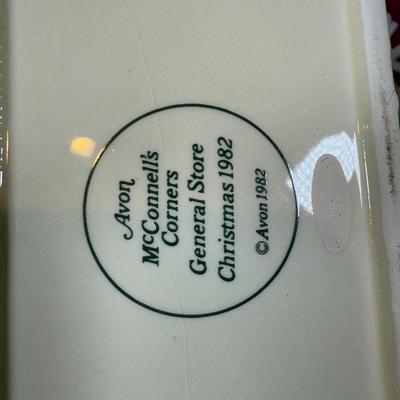 Avon
McConnell's
Corners
General Store
Christmas 1982
© Avon 1982